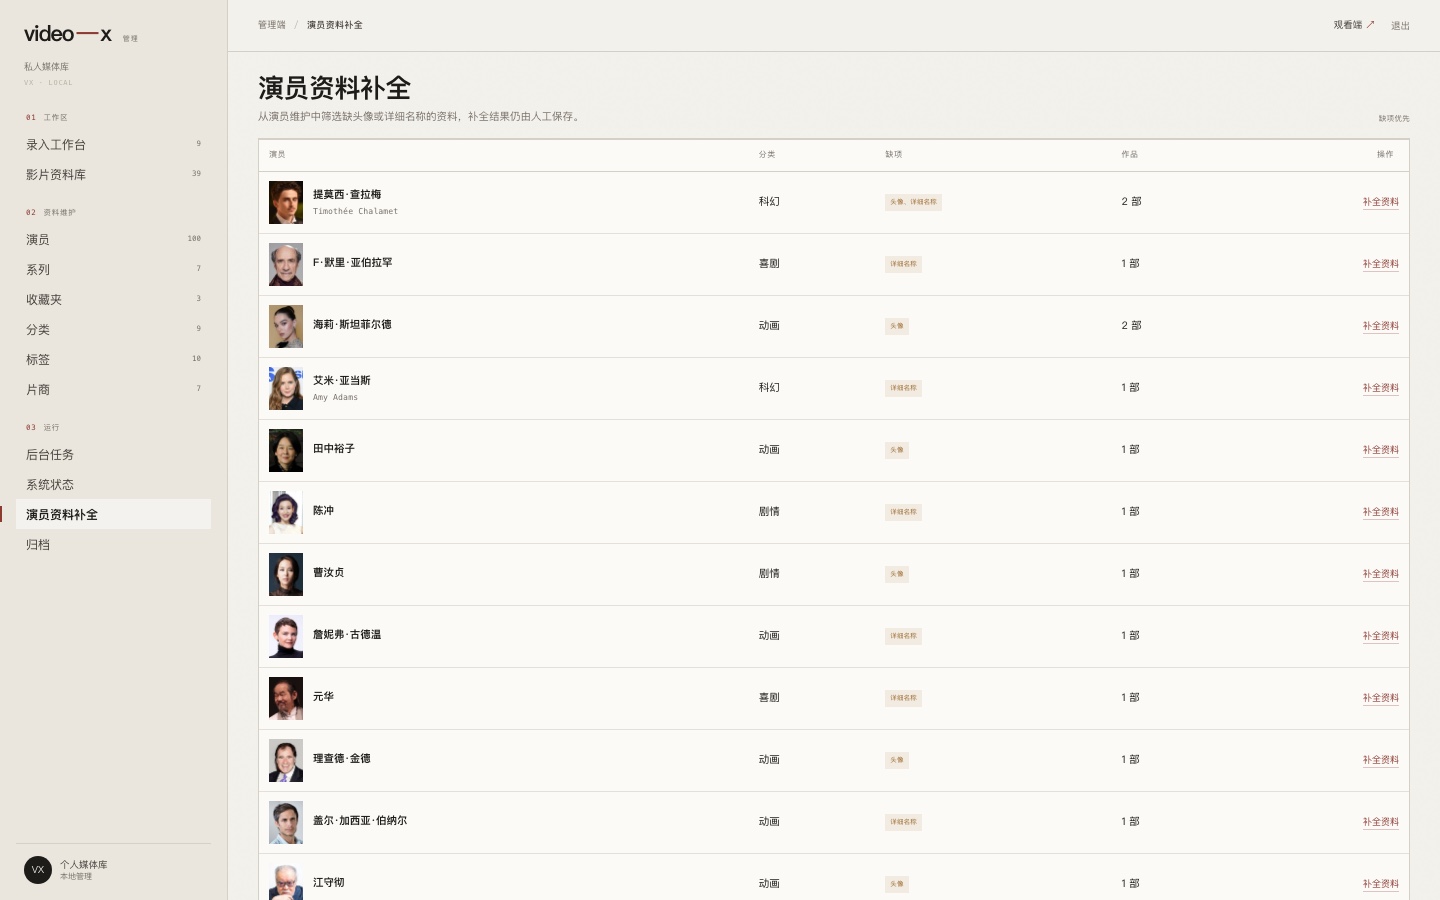 video—x 管理
私人媒体库
VX · LOCAL
01 工作区
录入工作台 9
影片资料库 39
02 资料维护
演员 100
系列 7
收藏夹 3
分类 9
标签 10
片商 7
03 运行
后台任务
系统状态
演员资料补全
归档
VX 个人媒体库
本地管理
管理端 / 演员资料补全
观看端 ↗ 退出
演员资料补全
从演员维护中筛选缺头像或详细名称的资料，补全结果仍由人工保存。
缺项优先
演员 分类 缺项 作品 操作
提莫西·查拉梅 科幻 头像、详细名称 2 部 补全资料
Timothée Chalamet
F·默里·亚伯拉罕 喜剧 详细名称 1 部 补全资料
海莉·斯坦菲尔德 动画 头像 2 部 补全资料
艾米·亚当斯 科幻 详细名称 1 部 补全资料
Amy Adams
田中裕子 动画 头像 1 部 补全资料
陈冲 剧情 详细名称 1 部 补全资料
曹汝贞 剧情 头像 1 部 补全资料
詹妮弗·古德温 动画 详细名称 1 部 补全资料
元华 喜剧 详细名称 1 部 补全资料
理查德·金德 动画 头像 1 部 补全资料
盖尔·加西亚·伯纳尔 动画 详细名称 1 部 补全资料
江守彻 动画 头像 1 部 补全资料